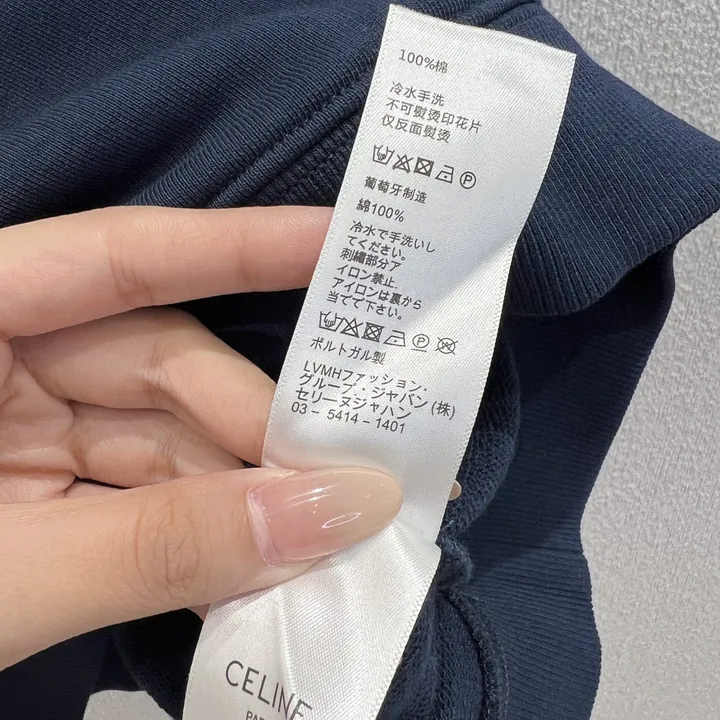 100%棉
冷水手洗
不可熨烫印花片
仅反面熨烫
葡萄牙制造
綿100%
冷水で手洗いし
てください。
刺繍部分ア
イロン禁止.
アイロンは裏から
当てて下さい。
ポルトガル製
LVMHファッション.
グループ・ジャパン(株)
セリーヌジャハン
03- 5414-1401
CELINE